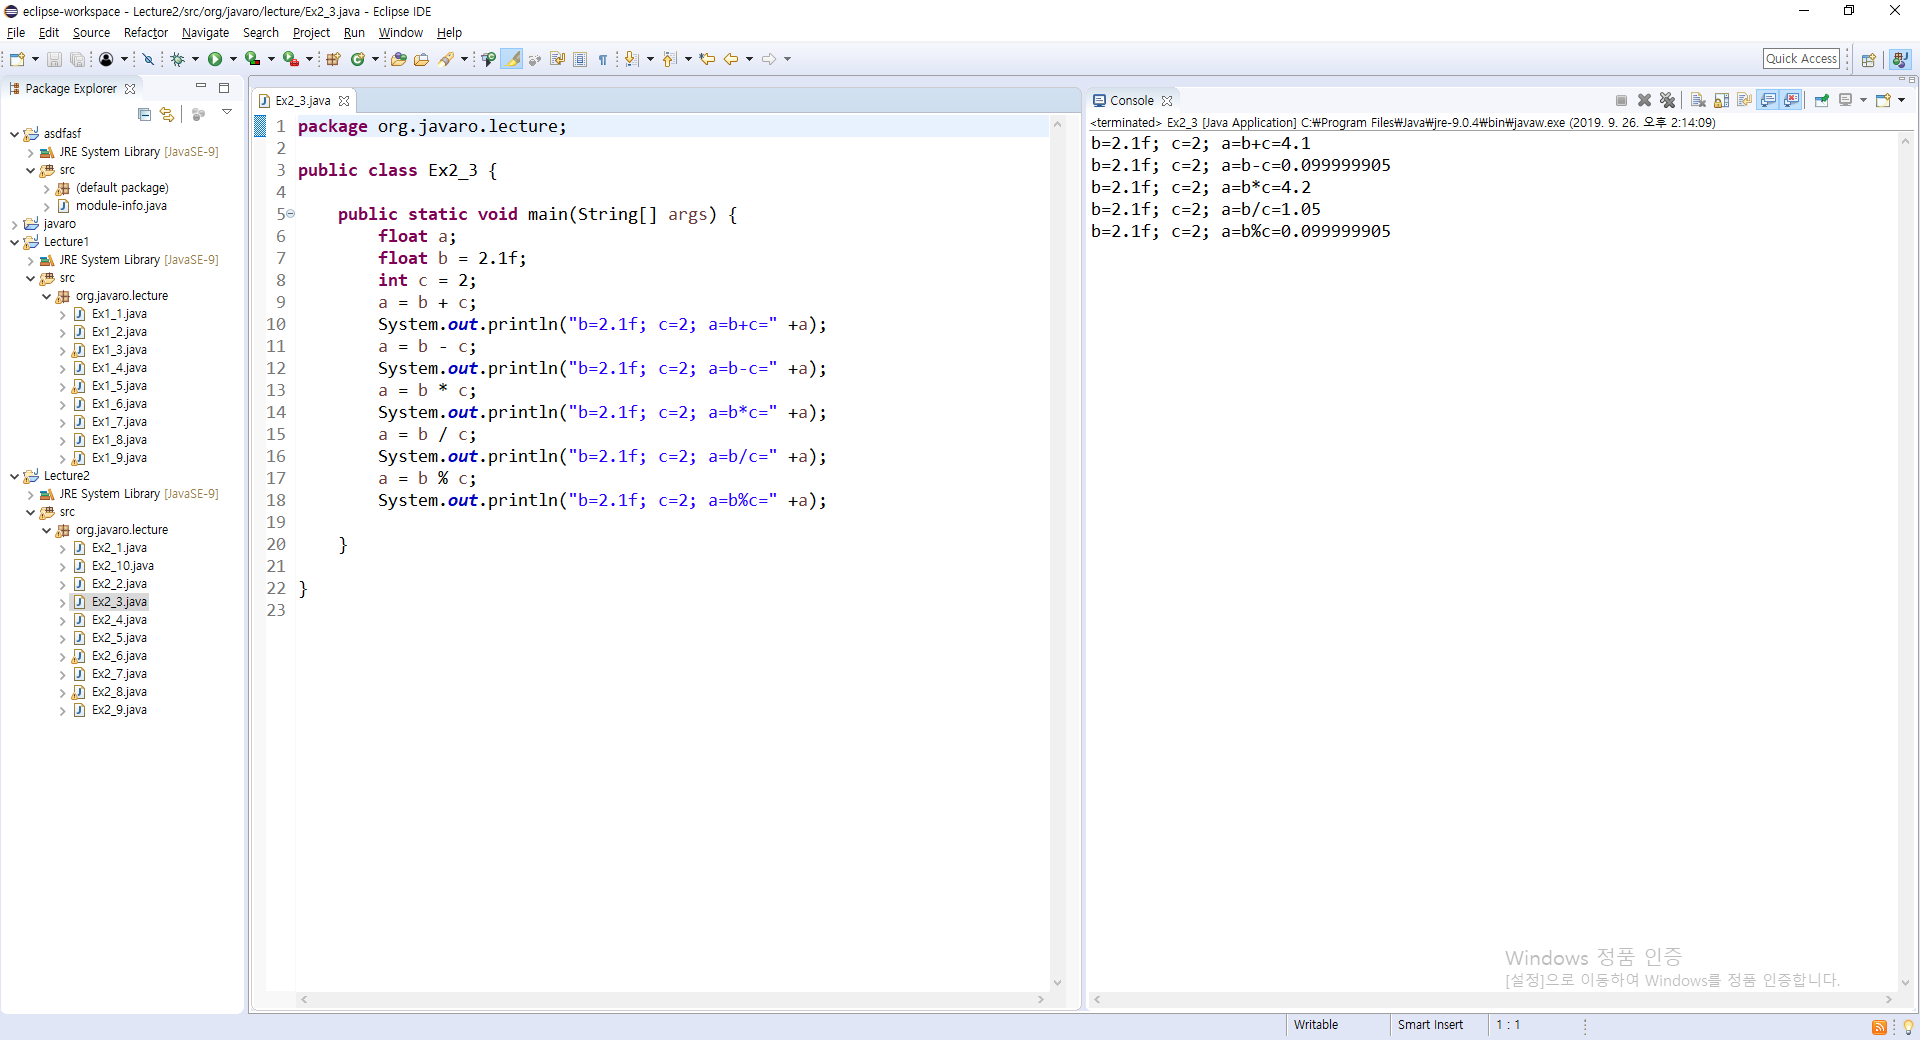 eclipse-workspace - Lecture2/src/org/javaro/lecture/Ex2_3.java - Eclipse IDE
File Edit Source Refactor Navigate Search Project Run Window Help
Quick Access
Package Explorer
asdfasf
JRE System Library [JavaSE-9]
src
(default package)
module-info.java
javaro
Lecture1
JRE System Library [JavaSE-9]
src
org.javaro.lecture
Ex1_1.java
Ex1_2.java
Ex1_3.java
Ex1_4.java
Ex1_5.java
Ex1_6.java
Ex1_7.java
Ex1_8.java
Ex1_9.java
Lecture2
JRE System Library [JavaSE-9]
src
org.javaro.lecture
Ex2_1.java
Ex2_10.java
Ex2_2.java
Ex2_3.java
Ex2_4.java
Ex2_5.java
Ex2_6.java
Ex2_7.java
Ex2_8.java
Ex2_9.java
Ex2_3.java
1 package org.javaro.lecture;
2
3 public class Ex2_3 {
4
5 public static void main(String[] args) {
6 float a;
7 float b = 2.1f;
8 int c = 2;
9 a = b + c;
10 System.out.println("b=2.1f; c=2; a=b+c=" +a);
11 a = b - c;
12 System.out.println("b=2.1f; c=2; a=b-c=" +a);
13 a = b * c;
14 System.out.println("b=2.1f; c=2; a=b*c=" +a);
15 a = b / c;
16 System.out.println("b=2.1f; c=2; a=b/c=" +a);
17 a = b % c;
18 System.out.println("b=2.1f; c=2; a=b%c=" +a);
19
20 }
21
22 }
23
Console
<terminated> Ex2_3 [Java Application] C:₩Program Files₩Java₩jre-9.0.4₩bin₩javaw.exe (2019. 9. 26. 오후 2:14:09)
b=2.1f; c=2; a=b+c=4.1
b=2.1f; c=2; a=b-c=0.099999905
b=2.1f; c=2; a=b*c=4.2
b=2.1f; c=2; a=b/c=1.05
b=2.1f; c=2; a=b%c=0.099999905
Windows 정품 인증
[설정]으로 이동하여 Windows를 정품 인증합니다.
Writable
Smart Insert
1 : 1